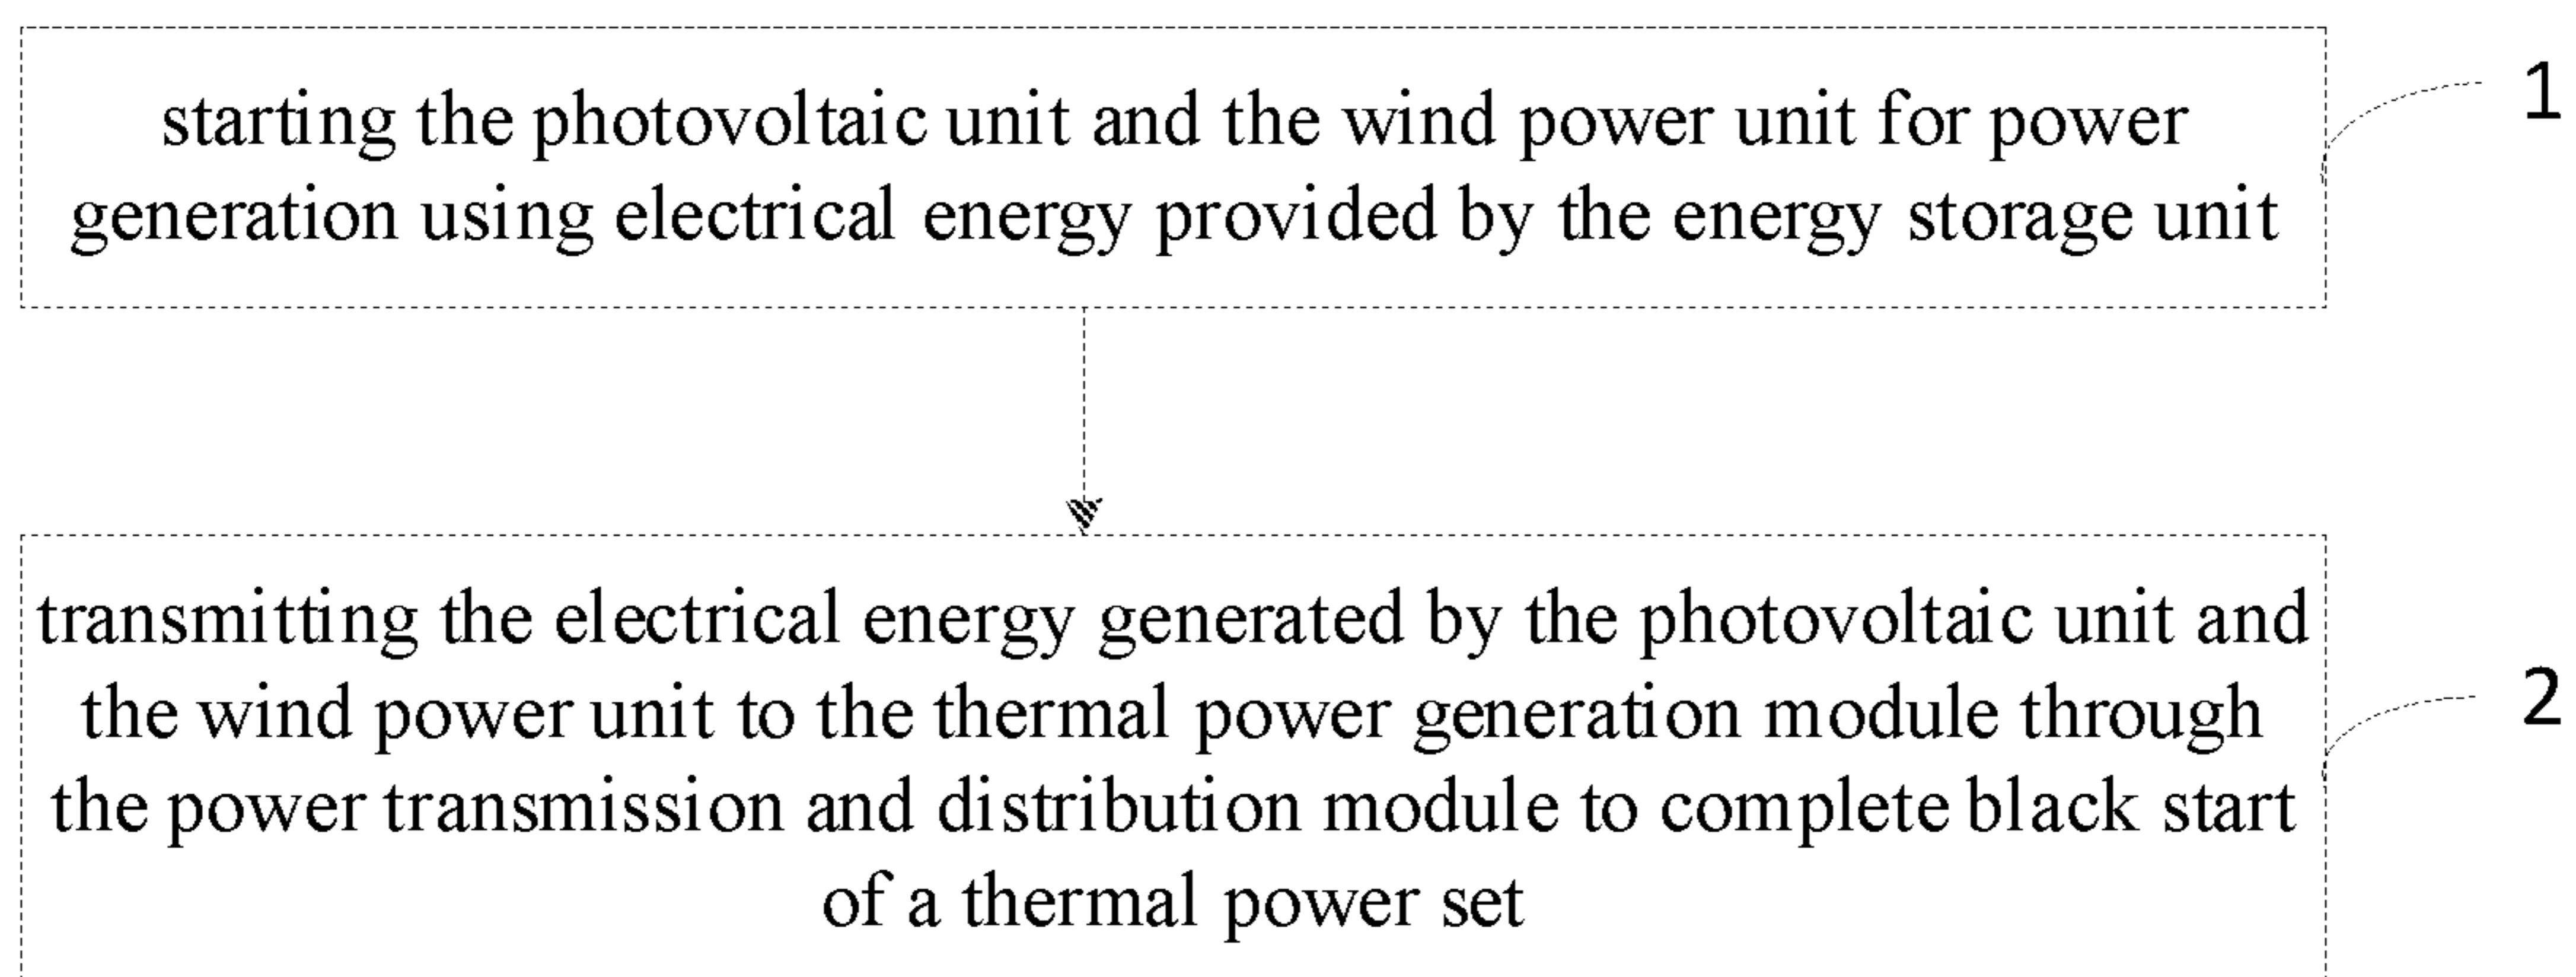 starting the photovoltaic unit and the wind power unit for power
generation using electrical energy provided by the energy storage unit
1
transmitting the electrical energy generated by the photovoltaic unit and
the wind power unit to the thermal power generation module through
the power transmission and distribution module to complete black start
of a thermal power set
2